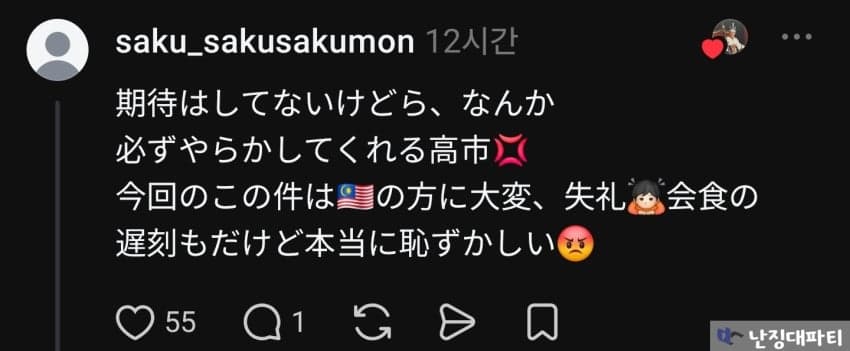 saku_sakusakumon 12시간
期待はしてないけどら、なんか
必ずやらかしてくれる高市💢
今回のこの件は🇲🇾の方に大変、失礼🙇🏻会食の
遅刻もだけど本当に恥ずかしい😡
55 1
난징대파티